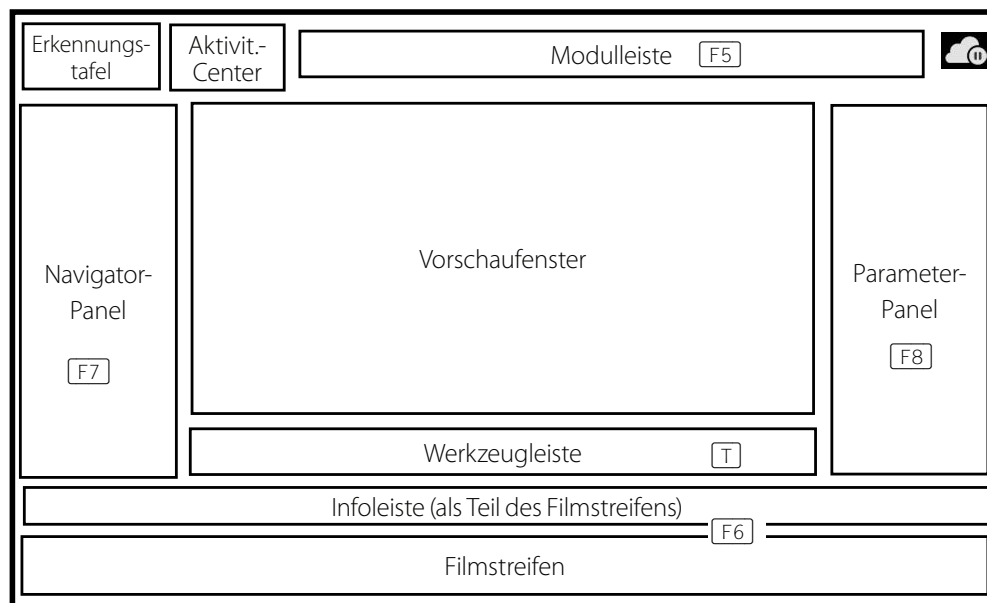 Erkennungs-
tafel
Aktivit.-
Center
Modulleiste F5
Navigator-
Panel
F7
Vorschaufenster
Parameter-
Panel
F8
Werkzeugleiste T
Infoleiste (als Teil des Filmstreifens)
F6
Filmstreifen